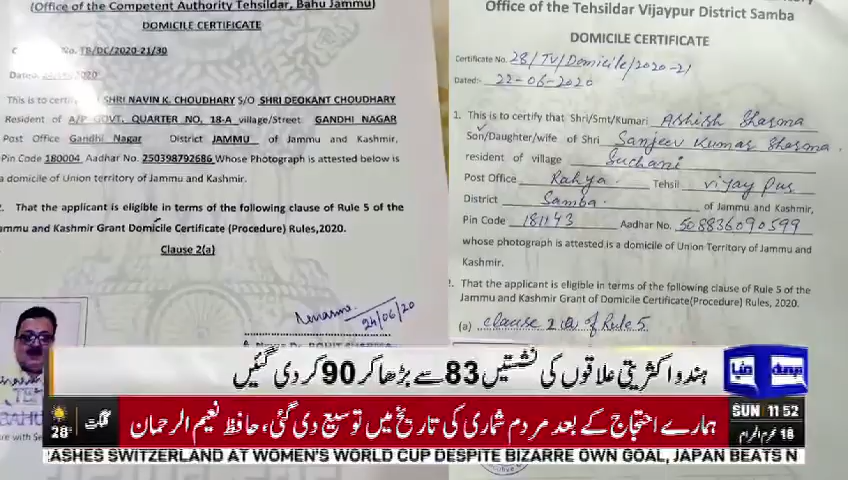 (Office of the Competent Authority Tehsildar, Bahu Jammu)
DOMICILE CERTIFICATE
No. TB/DC/2020-21/30
Dated:
This is to SHRI NAVIN K. CHOUDHARY S/O SHRI DEOKANT CHOUDHARY
Resident of A/P GOVT. QUARTER NO. 18-A village/Street GANDHI NAGAR
Post Office Gandhi Nagar District JAMMU of Jammu and Kashmir,
Pin Code 180004 Aadhar No. 250398792686 Whose Photograph is attested below is
a domicile of Union territory of Jammu and Kashmir.
2. That the applicant is eligible in terms of the following clause of Rule 5 of the
Jammu and Kashmir Grant Domicile Certificate (Procedure) Rules,2020.
Clause 2(a)
24/06/20
Office of the Tehsildar Vijaypur District Samba
DOMICILE CERTIFICATE
Certificate No. 28/TV/Domicile/2020-21
Dated:- 22-06-2020
1. This is to certify that Shri/Smt/Kumari Ashish Sharma
Son/Daughter/wife of Shri Sanjeev Kumar Sharma
resident of village Suchani
Post Office Rahya Tehsil Vijay Pur
District Samba of Jammu and Kashmir,
Pin Code 181143 Aadhar No. 508836090599
whose photograph is attested is a domicile of Union Territory of Jammu and
Kashmir.
That the applicant is eligible in terms of the following clause of Rule 5 of the
Jammu and Kashmir Grant of Domicile Certificate(Procedure) Rules, 2020.
(a) clause 2 a of Rule 5
ہندو اکثریتی علاقوں کی نشستیں 83 سے بڑھا کر 90 کر دی گئیں
دنیا
ہمارے احتجاج کے بعد مردم شماری کی تاریخ میں توسیع دی گئی، حافظ نعیم الرحمان
گلگت
28°
SUN 11 52
18 محرم الحرام
ASHES SWITZERLAND AT WOMEN'S WORLD CUP DESPITE BIZARRE OWN GOAL, JAPAN BEATS N